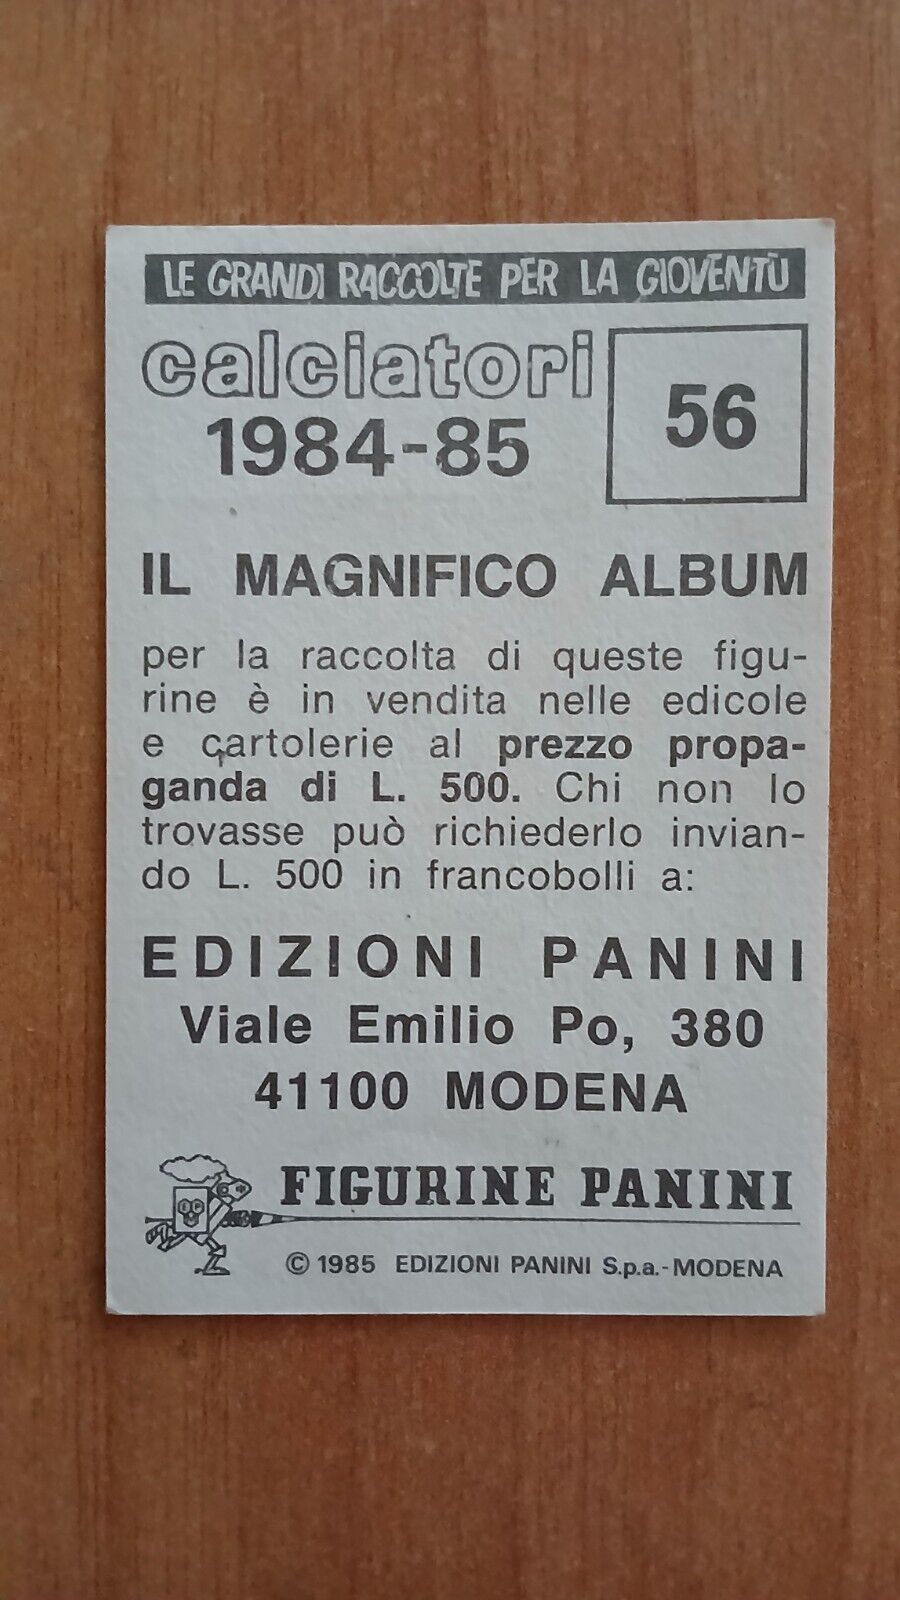 LE GRANDI RACCOLTE PER LA GIOVENTÙ
calciatori
1984-85
56
IL MAGNIFICO ALBUM
per la raccolta di queste figu-
rine è in vendita nelle edicole
e cartolerie al prezzo propa-
ganda di L. 500. Chi non lo
trovasse può richiederlo invian-
do L. 500 in francobolli a:
EDIZIONI PANINI
Viale Emilio Po, 380
41100 MODENA
FIGURINE PANINI
© 1985 EDIZIONI PANINI S.p.a.-MODENA